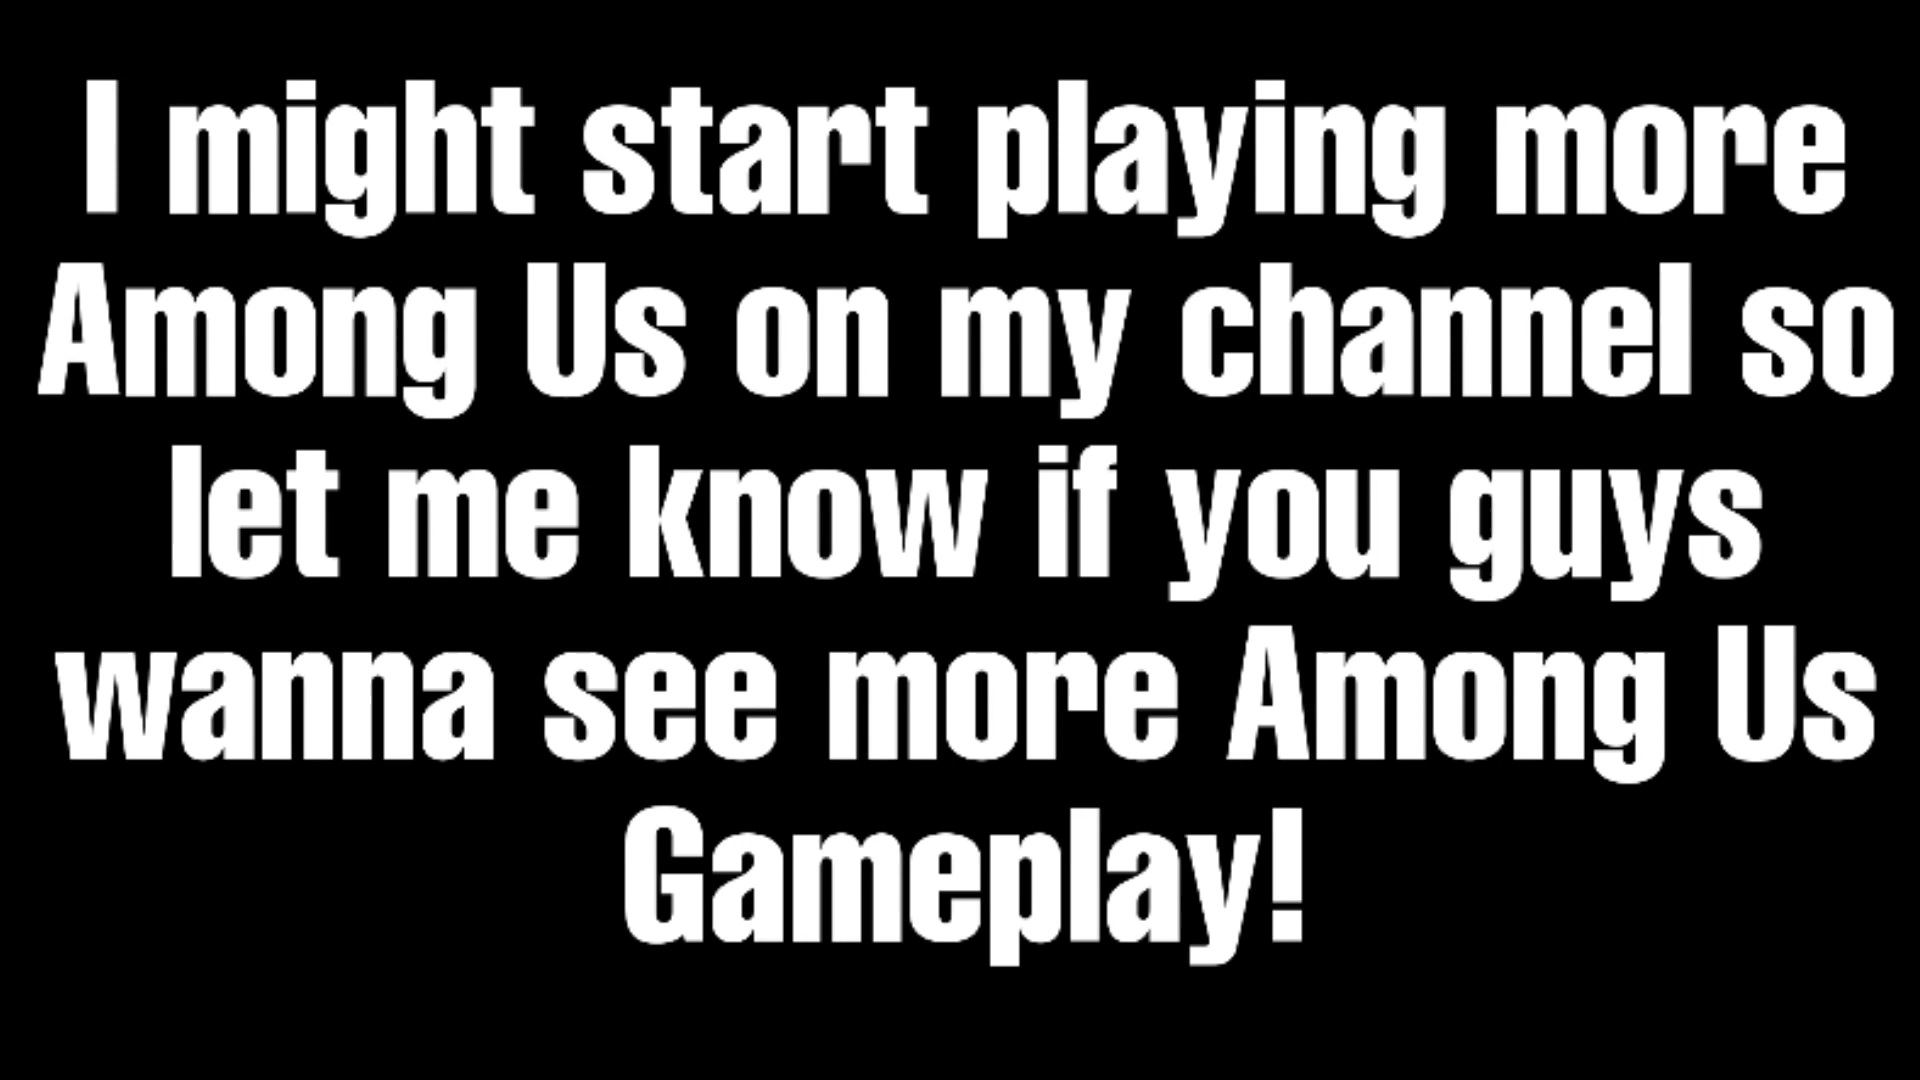 I might start playing more
Among Us on my channel so
let me know if you guys
wanna see more Among Us
Gameplay!